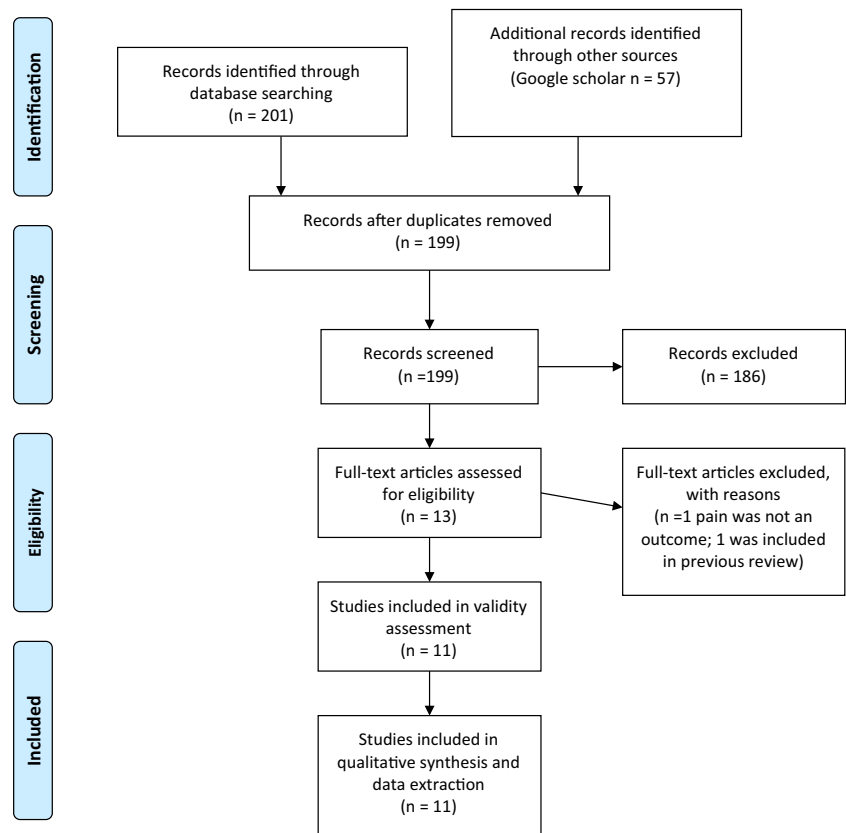 Identification
Records identified through
database searching
(n = 201)
Additional records identified
through other sources
(Google scholar n = 57)
Records after duplicates removed
(n = 199)
Screening
Records screened
(n =199)
Records excluded
(n = 186)
Eligibility
Full-text articles assessed
for eligibility
(n = 13)
Full-text articles excluded,
with reasons
(n =1 pain was not an
outcome; 1 was included
in previous review)
Studies included in validity
assessment
(n = 11)
Included
Studies included in
qualitative synthesis and
data extraction
(n = 11)